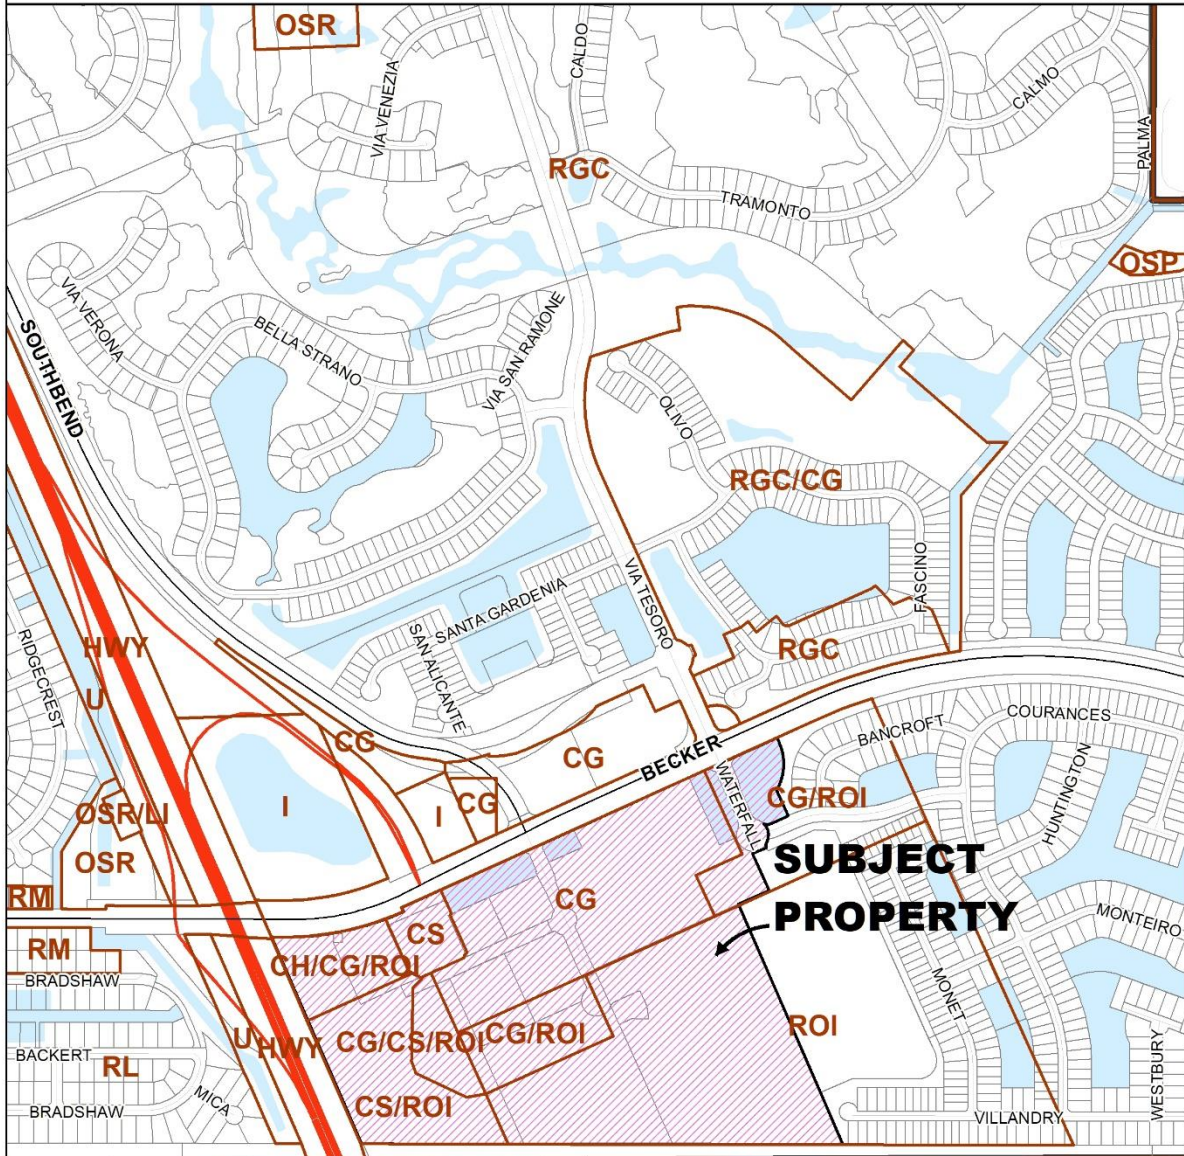 OSR
CALDO
VIA VENEZIA
CALMO
PALMA
RGC
TRAMONTO
OSP
VIA VERONA
SOUTHBEND
BELLA STRANO
VIA SAN RAMONE
OLIVO
RGC/CG
FASCINO
VIA TESORO
SANTA GARDENIA
SAN ALICANTE
RIDGECREST
HWY
RGC
U
COURANCES
BANCROFT
CG
CG
BECKER
HUNTINGTON
WATERFALL
CG/ROI
OSR/LI
I
I
CG
OSR
SUBJECT
PROPERTY
RM
CG
CS
MONTEIRO
RM
CH/CG/ROI
BRADSHAW
MONET
ROI
U
HWY
CG/CS/ROI
CG/ROI
BACKERT
RL
WESTBURY
MICA
CS/ROI
BRADSHAW
VILLANDRY